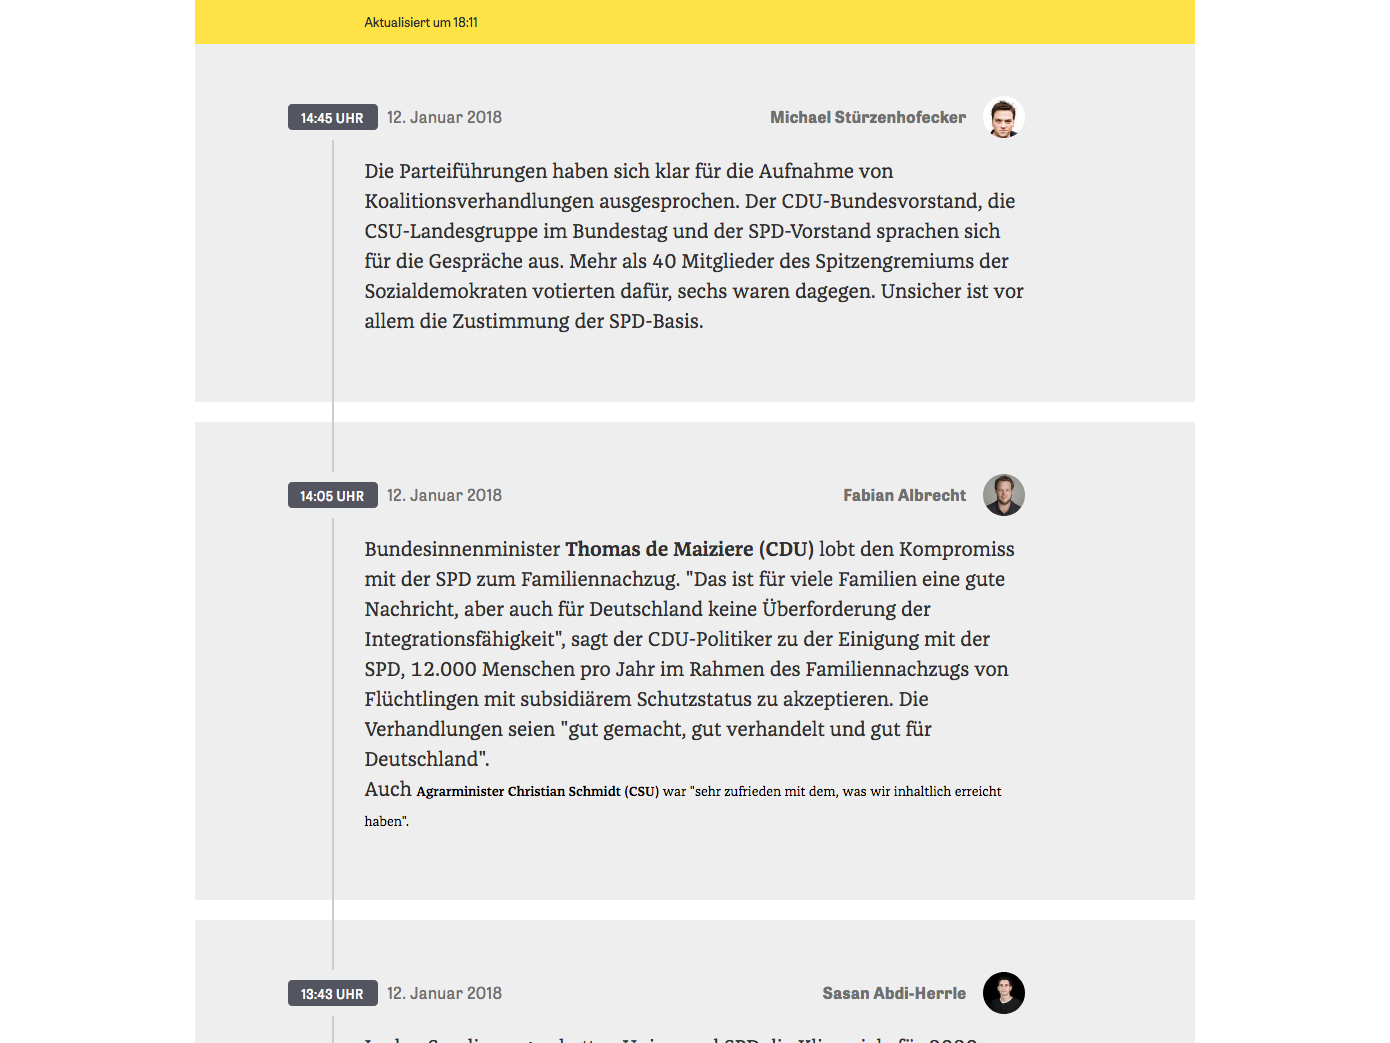 Aktualisiert um 18:11
14:45 UHR 12. Januar 2018 Michael Stürzenhofecker
Die Parteiführungen haben sich klar für die Aufnahme von
Koalitionsverhandlungen ausgesprochen. Der CDU-Bundesvorstand, die
CSU-Landesgruppe im Bundestag und der SPD-Vorstand sprachen sich
für die Gespräche aus. Mehr als 40 Mitglieder des Spitzengremiums der
Sozialdemokraten votierten dafür, sechs waren dagegen. Unsicher ist vor
allem die Zustimmung der SPD-Basis.
14:05 UHR 12. Januar 2018 Fabian Albrecht
Bundesinnenminister Thomas de Maiziere (CDU) lobt den Kompromiss
mit der SPD zum Familiennachzug. "Das ist für viele Familien eine gute
Nachricht, aber auch für Deutschland keine Überforderung der
Integrationsfähigkeit", sagt der CDU-Politiker zu der Einigung mit der
SPD, 12.000 Menschen pro Jahr im Rahmen des Familiennachzugs von
Flüchtlingen mit subsidiärem Schutzstatus zu akzeptieren. Die
Verhandlungen seien "gut gemacht, gut verhandelt und gut für
Deutschland".
Auch Agrarminister Christian Schmidt (CSU) war "sehr zufrieden mit dem, was wir inhaltlich erreicht
haben".
13:43 UHR 12. Januar 2018 Sasan Abdi-Herrle